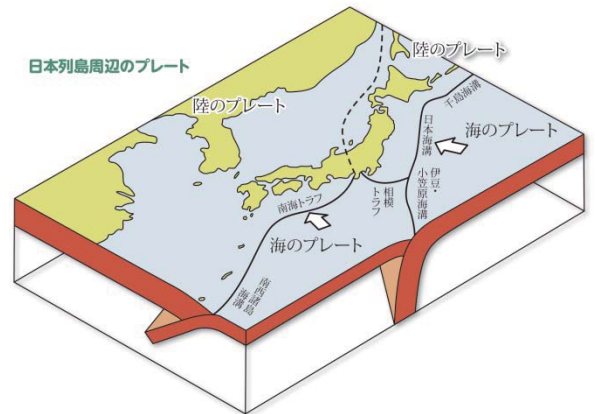 日本列島周辺のプレート
陸のプレート
陸のプレート
千島海溝
日本海溝
海のプレート
伊豆・
小笠原海溝
相模
トラフ
南海トラフ
海のプレート
南西諸島
海溝